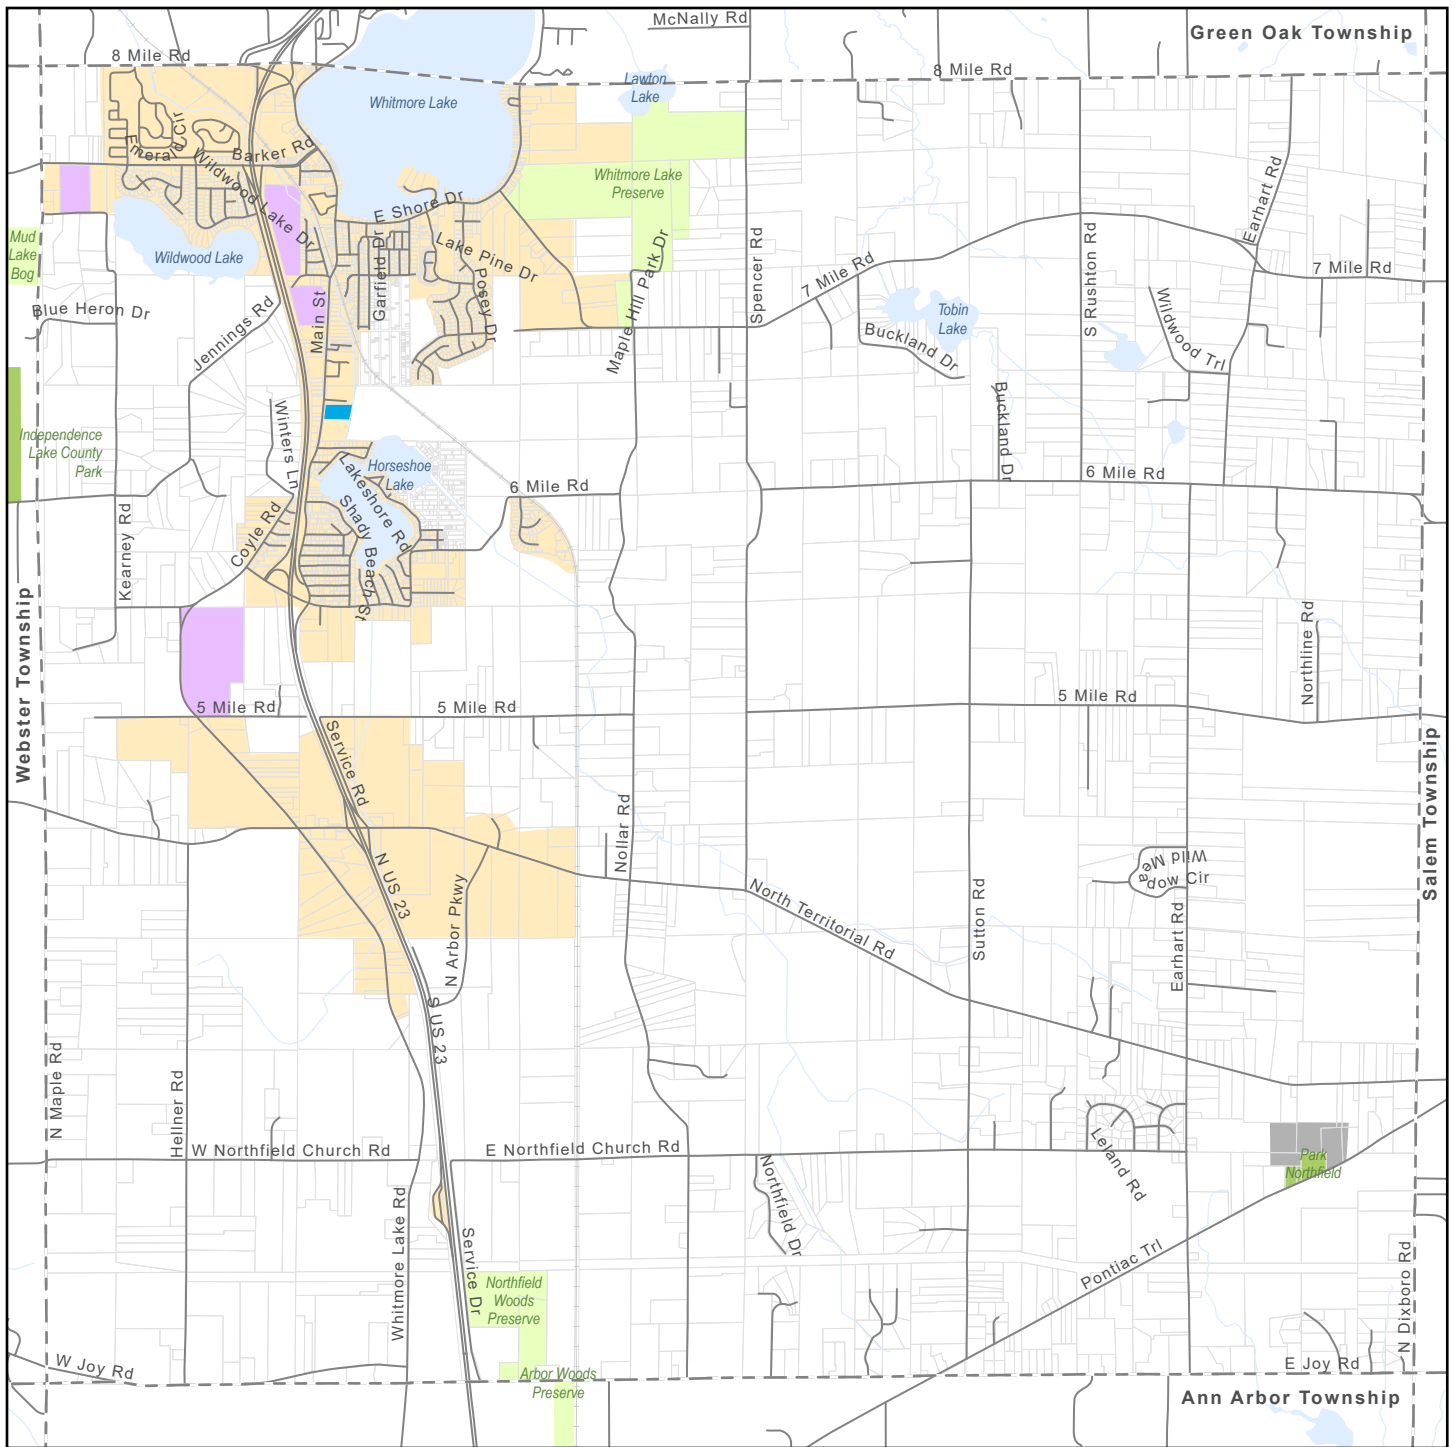 McNally Rd
Green Oak Township
8 Mile Rd
8 Mile Rd
Lawton
Lake
Whitmore Lake
Emerald Cir
Barker Rd
Wildwood Lake Dr
Whitmore Lake
Preserve
E Shore Dr
Earhart Rd
Mud
Lake
Bog
Wildwood Lake
Garfield Dr
Lake Pine Dr
Posey Dr
Maple Hill Park Dr
Spencer Rd
7 Mile Rd
S Rushton Rd
7 Mile Rd
Blue Heron Dr
Jennings Rd
Main St
Tobin
Lake
Buckland Dr
Wildwood Trl
Buckland Dr
Winters Ln
Independence
Lake County
Park
Horseshoe
Lake
Lakeshore Rd
Shady Beach St
6 Mile Rd
6 Mile Rd
Kearney Rd
Coyle Rd
Webster Township
Northline Rd
5 Mile Rd
5 Mile Rd
5 Mile Rd
Service Rd
Salem Township
Nollar Rd
N US 23
N Arbor Pkwy
North Territorial Rd
Sutton Rd
Wild Mea
dow Cir
Earhart Rd
S US 23
N Maple Rd
Hellner Rd
W Northfield Church Rd
E Northfield Church Rd
Northfield Dr
Leland Rd
Park
Northfield
Whitmore Lake Rd
Service Dr
Pontiac Trl
N Dixboro Rd
Northfield
Woods
Preserve
W Joy Rd
E Joy Rd
Arbor Woods
Preserve
Ann Arbor Township